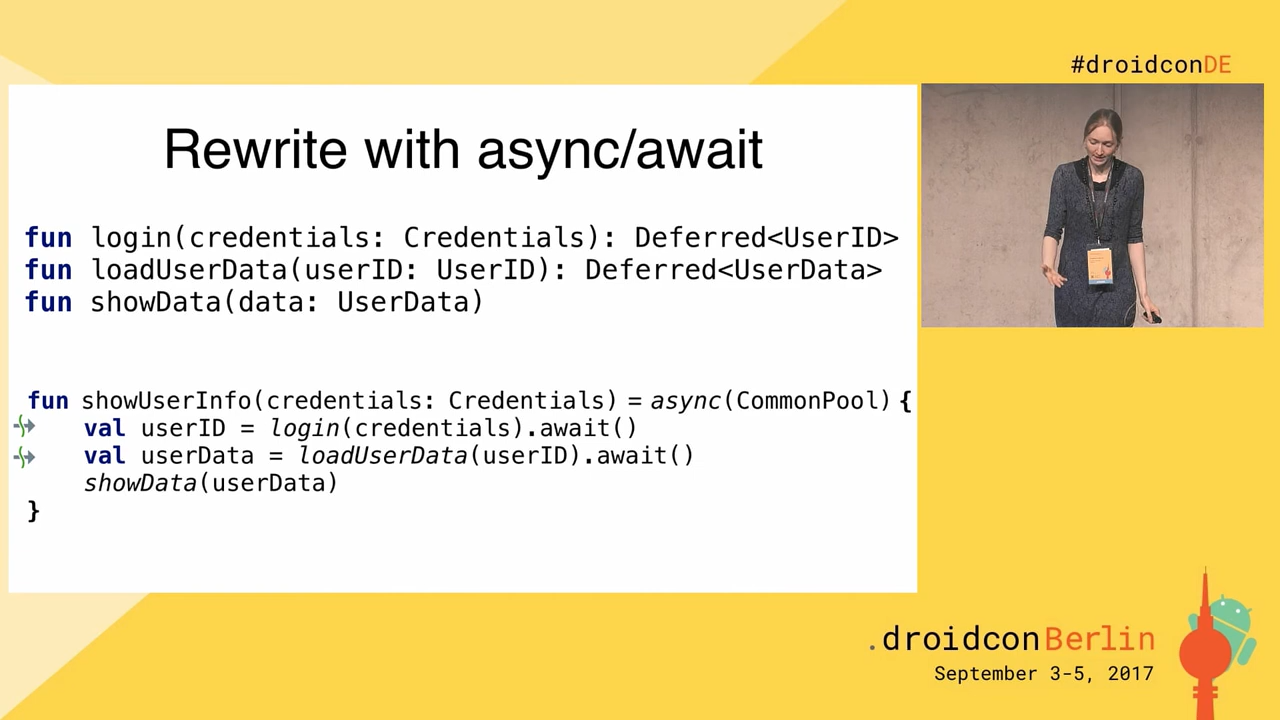 #droidconDE
Rewrite with async/await
fun login(credentials: Credentials): Deferred<UserID>
fun loadUserData(userID: UserID): Deferred<UserData>
fun showData(data: UserData)
fun showUserInfo(credentials: Credentials) = async(CommonPool) {
val userID = login(credentials).await()
val userData = loadUserData(userID).await()
showData(userData)
}
.droidconBerlin
September 3-5, 2017